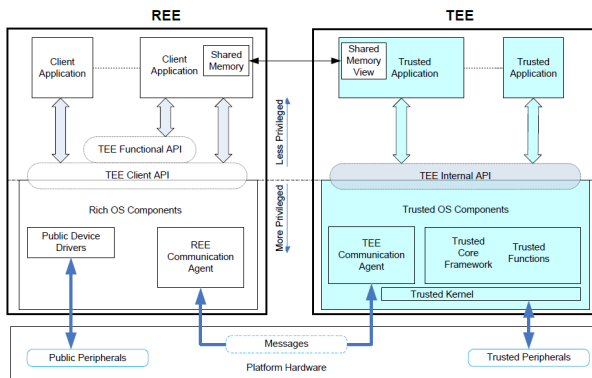 REE
TEE
Client
Application
Client
Application
Shared
Memory
Shared
Memory
View
Trusted
Application
Trusted
Application
Less Privileged
TEE Functional API
TEE Client API
TEE Internal API
More Privileged
Rich OS Components
Trusted OS Components
Public Device
Drivers
REE
Communication
Agent
TEE
Communication
Agent
Trusted
Core
Framework
Trusted
Functions
Trusted Kernel
Messages
Public Peripherals
Trusted Peripherals
Platform Hardware